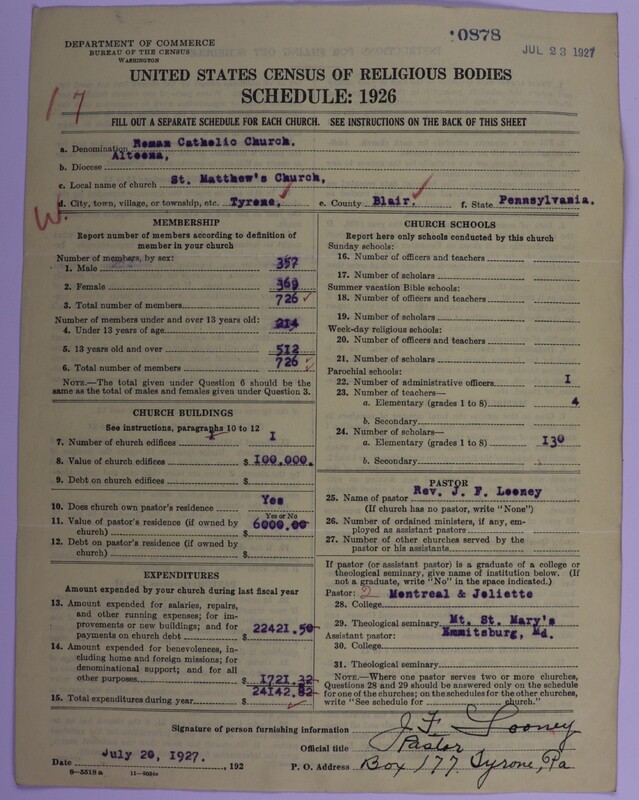 DEPARTMENT OF COMMERCE
BUREAU OF THE CENSUS
WASHINGTON
0878
JUL 23 1927
UNITED STATES CENSUS OF RELIGIOUS BODIES
SCHEDULE: 1926
17
FILL OUT A SEPARATE SCHEDULE FOR EACH CHURCH. SEE INSTRUCTIONS ON THE BACK OF THIS SHEET
a. Denomination Roman Catholic Church.
b. Diocese Altoona,
c. Local name of church St. Matthew's Church,
d. City, town, village, or township, etc. Tyrone, e. County Blair. f. State Pennsylvania.
W.
MEMBERSHIP
Report number of members according to definition of
member in your church
Number of members, by sex:
1. Male 357
2. Female 369
3. Total number of members 726
Number of members under and over 13 years old:
4. Under 13 years of age 214
5. 13 years old and over 512
6. Total number of members 726
NOTE.—The total given under Question 6 should be the
same as the total of males and females given under Question 3.
CHURCH BUILDINGS
See instructions, paragraphs 10 to 12
7. Number of church edifices 1
8. Value of church edifices $ 100,000.
9. Debt on church edifices $
10. Does church own pastor's residence Yes
Yes or No
11. Value of pastor's residence (if owned by
church) $ 6000.00
12. Debt on pastor's residence (if owned by
church) $
EXPENDITURES
Amount expended by your church during last fiscal year
13. Amount expended for salaries, repairs,
and other running expenses; for im-
provements or new buildings; and for
payments on church debt $ 22421.50
14. Amount expended for benevolences, in-
cluding home and foreign missions; for
denominational support; and for all
other purposes $ 1721.32
15. Total expenditures during year $ 24142.82
CHURCH SCHOOLS
Report here only schools conducted by this church
Sunday schools:
16. Number of officers and teachers
17. Number of scholars
Summer vacation Bible schools:
18. Number of officers and teachers
19. Number of scholars
Week-day religious schools:
20. Number of officers and teachers
21. Number of scholars
Parochial schools:
22. Number of administrative officers 1
23. Number of teachers—
a. Elementary (grades 1 to 8) 4
b. Secondary
24. Number of scholars—
a. Elementary (grades 1 to 8) 130
b. Secondary
PASTOR
25. Name of pastor Rev. J. F. Looney
(If church has no pastor, write "None")
26. Number of ordained ministers, if any, em-
ployed as assistant pastors
27. Number of other churches served by the
pastor or his assistants
If pastor (or assistant pastor) is a graduate of a college or
theological seminary, give name of institution below. (If
not a graduate, write "No" in the space indicated.)
Pastor: 2
28. College Montreal & Joliette
29. Theological seminary Mt. St. Mary's
Assistant pastor: Emmitsburg, Md.
30. College
31. Theological seminary
NOTE.—Where one pastor serves two or more churches,
Questions 28 and 29 should be answered only on the schedule
for one of the churches; on the schedules for the other churches,
write "See schedule for church."
Signature of person furnishing information J F Looney
Official title Pastor
Date July 20, 1927. , 192 P. O. Address Box 177. Tyrone, Pa
8—5518 a 11—4034a